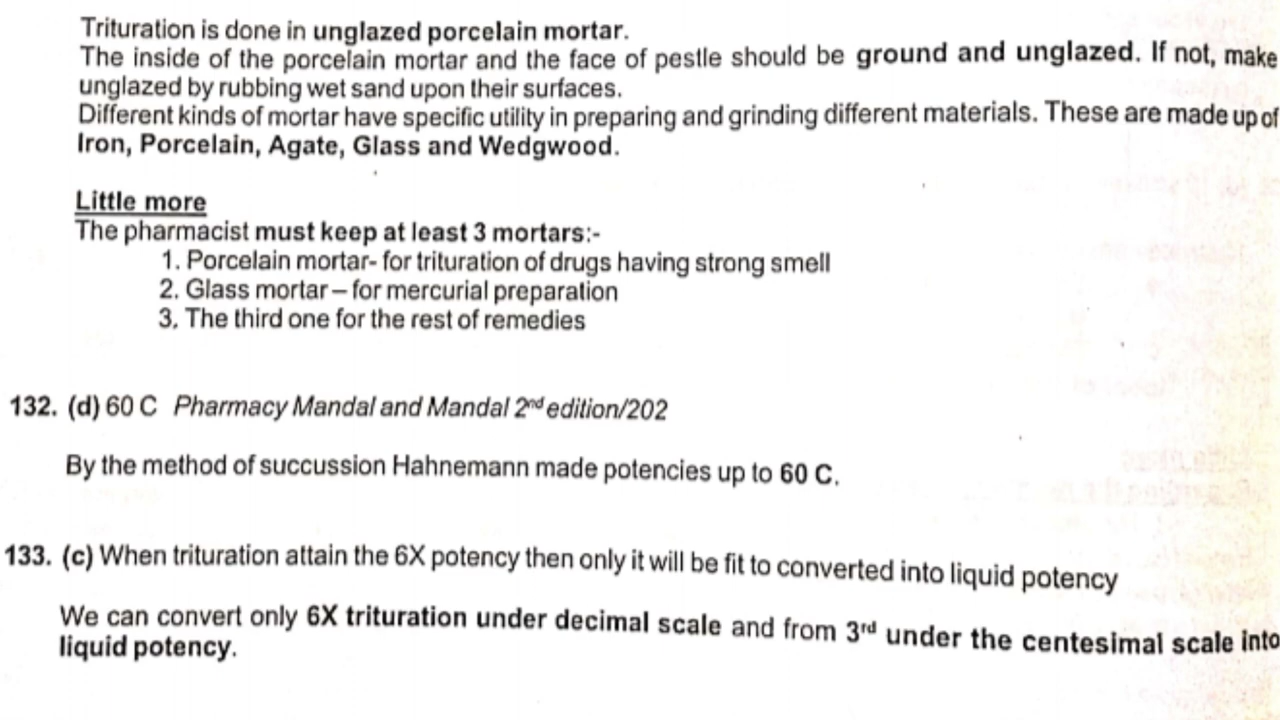 Trituration is done in unglazed porcelain mortar.
The inside of the porcelain mortar and the face of pestle should be ground and unglazed. If not, make
unglazed by rubbing wet sand upon their surfaces.
Different kinds of mortar have specific utility in preparing and grinding different materials. These are made up of
Iron, Porcelain, Agate, Glass and Wedgwood.
Little more
The pharmacist must keep at least 3 mortars:-
1. Porcelain mortar- for trituration of drugs having strong smell
2. Glass mortar – for mercurial preparation
3. The third one for the rest of remedies
132. (d) 60 C Pharmacy Mandal and Mandal 2nd edition/202
By the method of succussion Hahnemann made potencies up to 60 C.
133. (c) When trituration attain the 6X potency then only it will be fit to converted into liquid potency
We can convert only 6X trituration under decimal scale and from 3rd under the centesimal scale into
liquid potency.